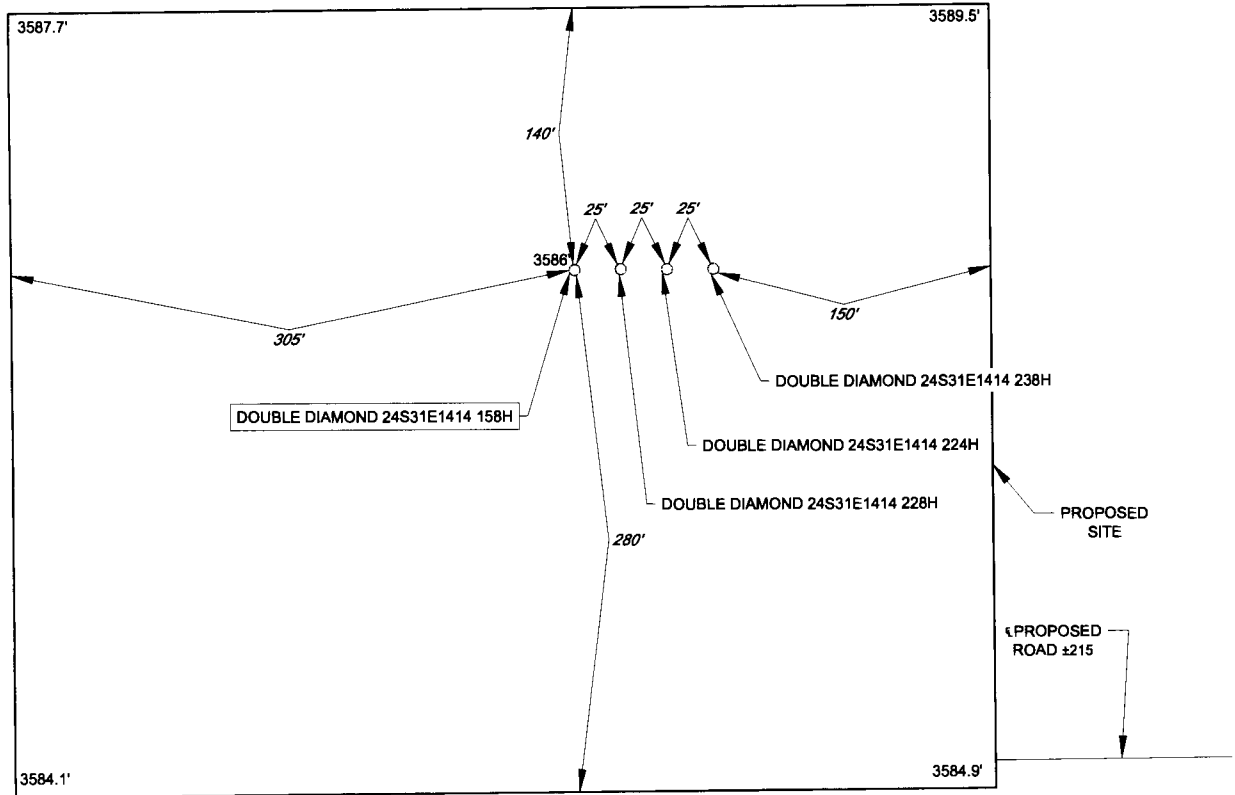 3587.7'
3589.5'
140'
25'
25'
25'
3586'
305'
150'
DOUBLE DIAMOND 24S31E1414 238H
DOUBLE DIAMOND 24S31E1414 158H
DOUBLE DIAMOND 24S31E1414 224H
DOUBLE DIAMOND 24S31E1414 228H
PROPOSED
SITE
280'
℄PROPOSED
ROAD ±215
3584.1'
3584.9'